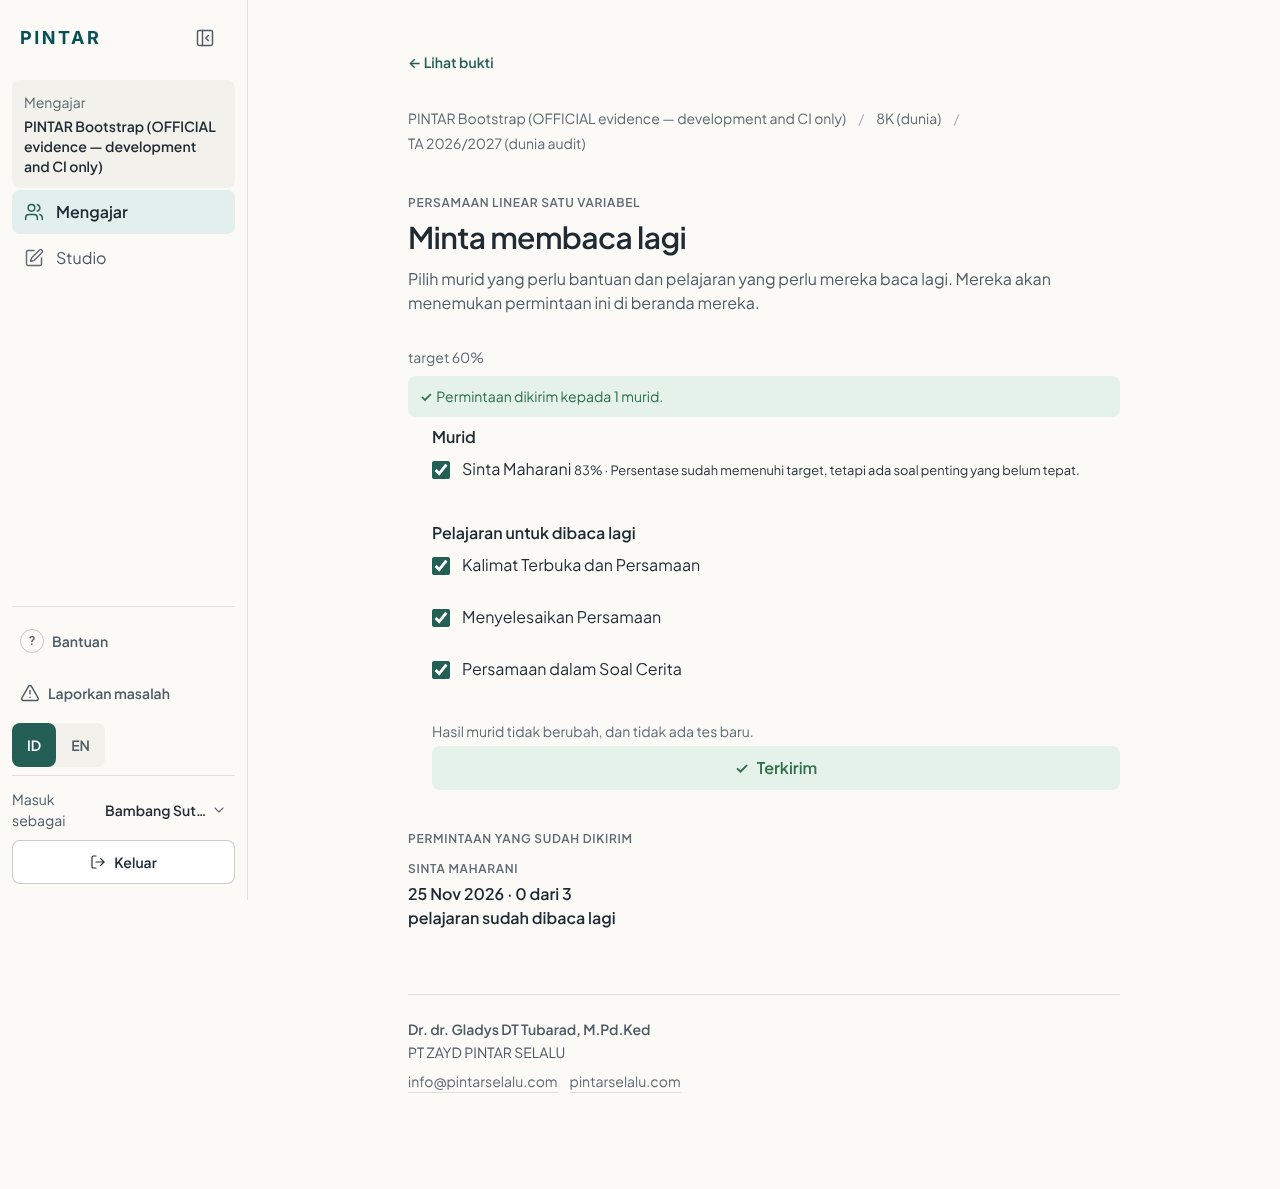 PINTAR
Mengajar
PINTAR Bootstrap (OFFICIAL
evidence — development
and CI only)
Mengajar
Studio
? Bantuan
Laporkan masalah
ID EN
Masuk
sebagai
Bambang Sut...
Keluar
← Lihat bukti
PINTAR Bootstrap (OFFICIAL evidence — development and CI only) / 8K (dunia) /
TA 2026/2027 (dunia audit)
PERSAMAAN LINEAR SATU VARIABEL
Minta membaca lagi
Pilih murid yang perlu bantuan dan pelajaran yang perlu mereka baca lagi. Mereka akan
menemukan permintaan ini di beranda mereka.
target 60%
✓ Permintaan dikirim kepada 1 murid.
Murid
Sinta Maharani 83% · Persentase sudah memenuhi target, tetapi ada soal penting yang belum tepat.
Pelajaran untuk dibaca lagi
Kalimat Terbuka dan Persamaan
Menyelesaikan Persamaan
Persamaan dalam Soal Cerita
Hasil murid tidak berubah, dan tidak ada tes baru.
✓ Terkirim
PERMINTAAN YANG SUDAH DIKIRIM
SINTA MAHARANI
25 Nov 2026 · 0 dari 3
pelajaran sudah dibaca lagi
Dr. dr. Gladys DT Tubarad, M.Pd.Ked
PT ZAYD PINTAR SELALU
info@pintarselalu.com pintarselalu.com